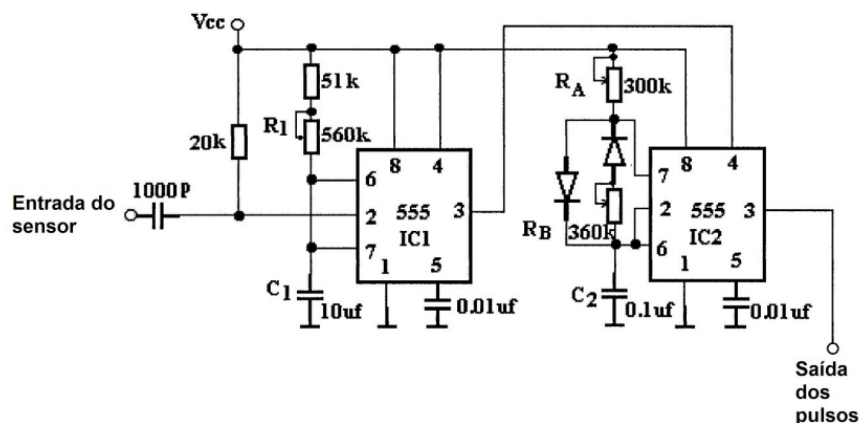 Vcc
51k
R1
560k
20k
1000P
Entrada do
sensor
8
4
6
2
7
555
IC1
3
1
5
C1
10uf
0.01uf
RA
300k
RB
360k
8
4
7
2
6
555
IC2
3
1
5
C2
0.1uf
0.01uf
Saída
dos
pulsos